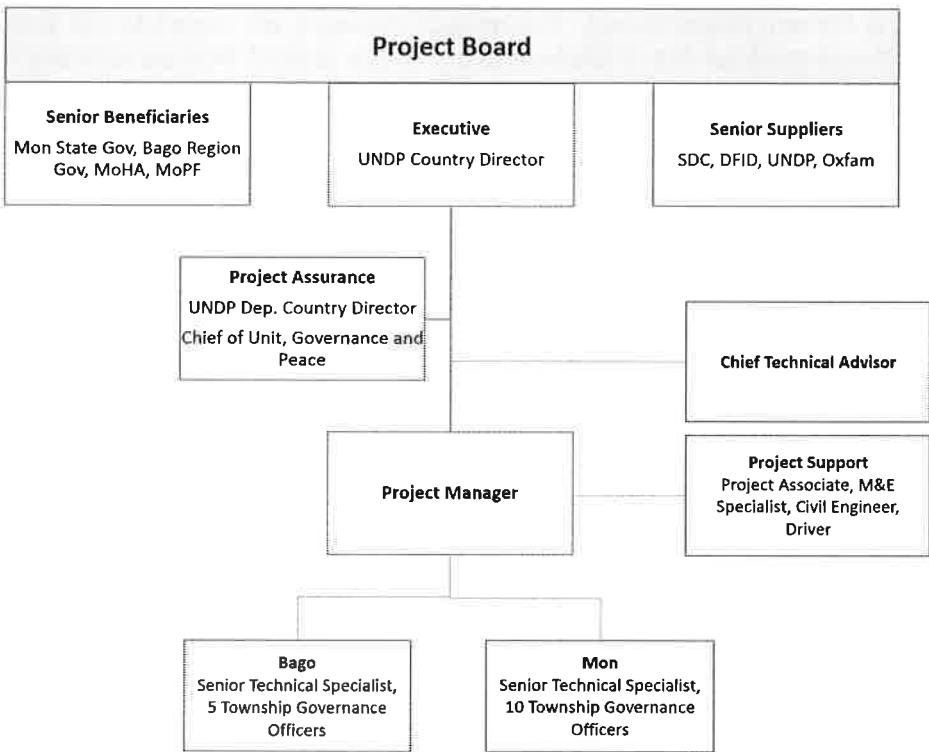 Project Board
Senior Beneficiaries
Mon State Gov, Bago Region
Gov, MoHA, MoPF
Executive
UNDP Country Director
Senior Suppliers
SDC, DFID, UNDP, Oxfam
Project Assurance
UNDP Dep. Country Director
Chief of Unit, Governance and
Peace
Chief Technical Advisor
Project Manager
Project Support
Project Associate, M&E
Specialist, Civil Engineer,
Driver
Bago
Senior Technical Specialist,
5 Township Governance
Officers
Mon
Senior Technical Specialist,
10 Township Governance
Officers